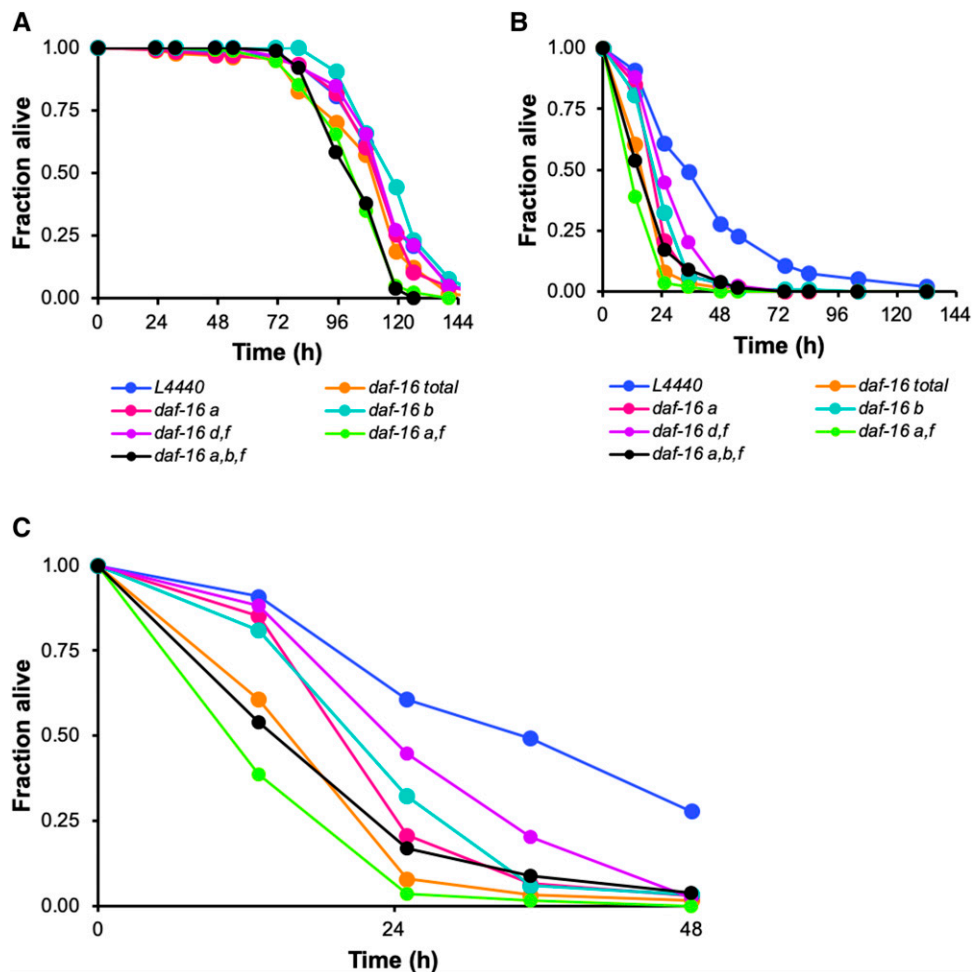 A
1.00
0.75
0.50
0.25
0.00
Fraction alive
0 24 48 72 96 120 144
Time (h)
L4440 daf-16 total
daf-16 a daf-16 b
daf-16 d,f daf-16 a,f
daf-16 a,b,f
B
1.00
0.75
0.50
0.25
0.00
Fraction alive
0 24 48 72 96 120 144
Time (h)
L4440 daf-16 total
daf-16 a daf-16 b
daf-16 d,f daf-16 a,f
daf-16 a,b,f
C
1.00
0.75
0.50
0.25
0.00
Fraction alive
0 24 48
Time (h)